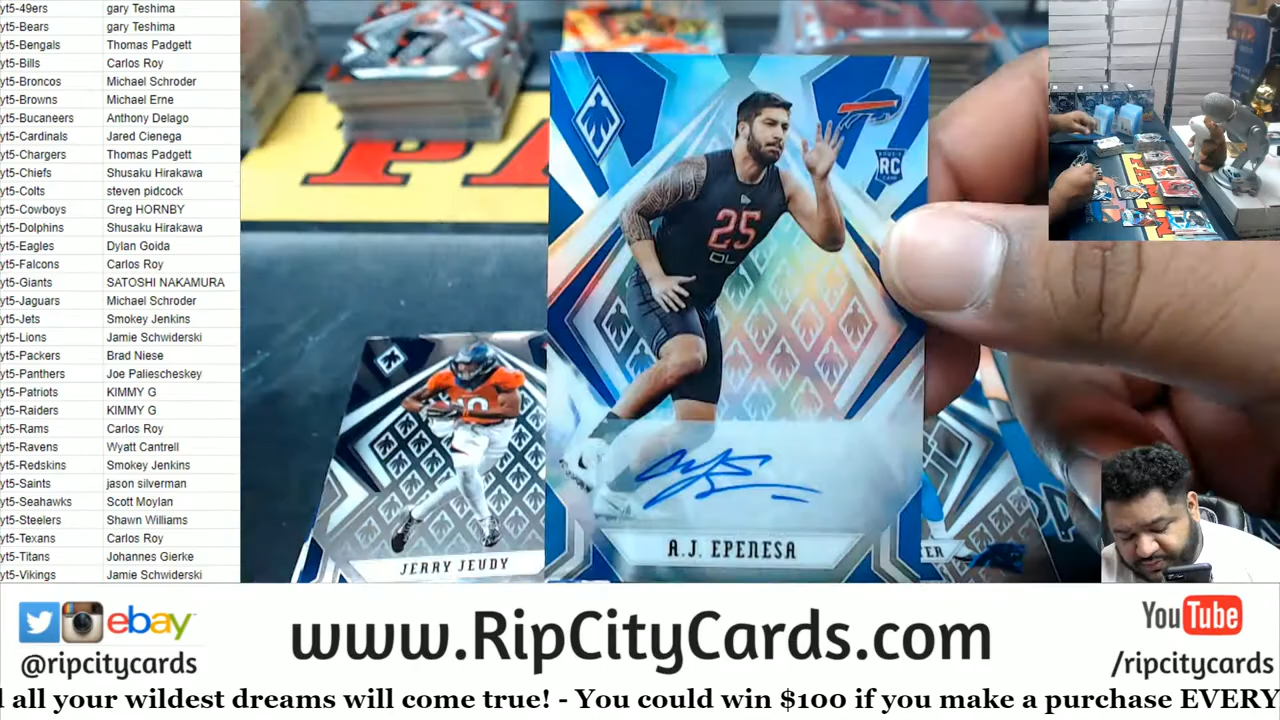 yt5-49ers gary Teshima
yt5-Bears gary Teshima
yt5-Bengals Thomas Padgett
yt5-Bills Carlos Roy
yt5-Broncos Michael Schroder
yt5-Browns Michael Erne
yt5-Bucaneers Anthony Delago
yt5-Cardinals Jared Cienega
yt5-Chargers Thomas Padgett
yt5-Chiefs Shusaku Hirakawa
yt5-Colts steven pidcock
yt5-Cowboys Greg HORNBY
yt5-Dolphins Shusaku Hirakawa
yt5-Eagles Dylan Goida
yt5-Falcons Carlos Roy
yt5-Giants SATOSHI NAKAMURA
yt5-Jaguars Michael Schroder
yt5-Jets Smokey Jenkins
yt5-Lions Jamie Schwiderski
yt5-Packers Brad Niese
yt5-Panthers Joe Paliescheskey
yt5-Patriots KIMMY G
yt5-Raiders KIMMY G
yt5-Rams Carlos Roy
yt5-Ravens Wyatt Cantrell
yt5-Redskins Smokey Jenkins
yt5-Saints jason silverman
yt5-Seahawks Scott Moylan
yt5-Steelers Shawn Williams
yt5-Texans Carlos Roy
yt5-Titans Johannes Gierke
yt5-Vikings Jamie Schwiderski
RC
25
OL
A.J. EPENESA
JERRY JEUDY
TER
ebay
@ripcitycards
www.RipCityCards.com
YouTube
/ripcitycards
all your wildest dreams will come true! - You could win $100 if you make a purchase EVERY